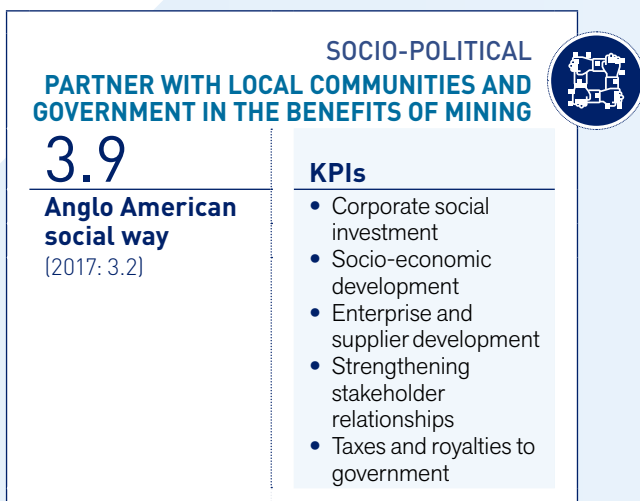 SOCIO-POLITICAL
PARTNER WITH LOCAL COMMUNITIES AND
GOVERNMENT IN THE BENEFITS OF MINING
3.9
Anglo American
social way
(2017: 3.2)
KPIs
• Corporate social
investment
• Socio-economic
development
• Enterprise and
supplier development
• Strengthening
stakeholder
relationships
• Taxes and royalties to
government